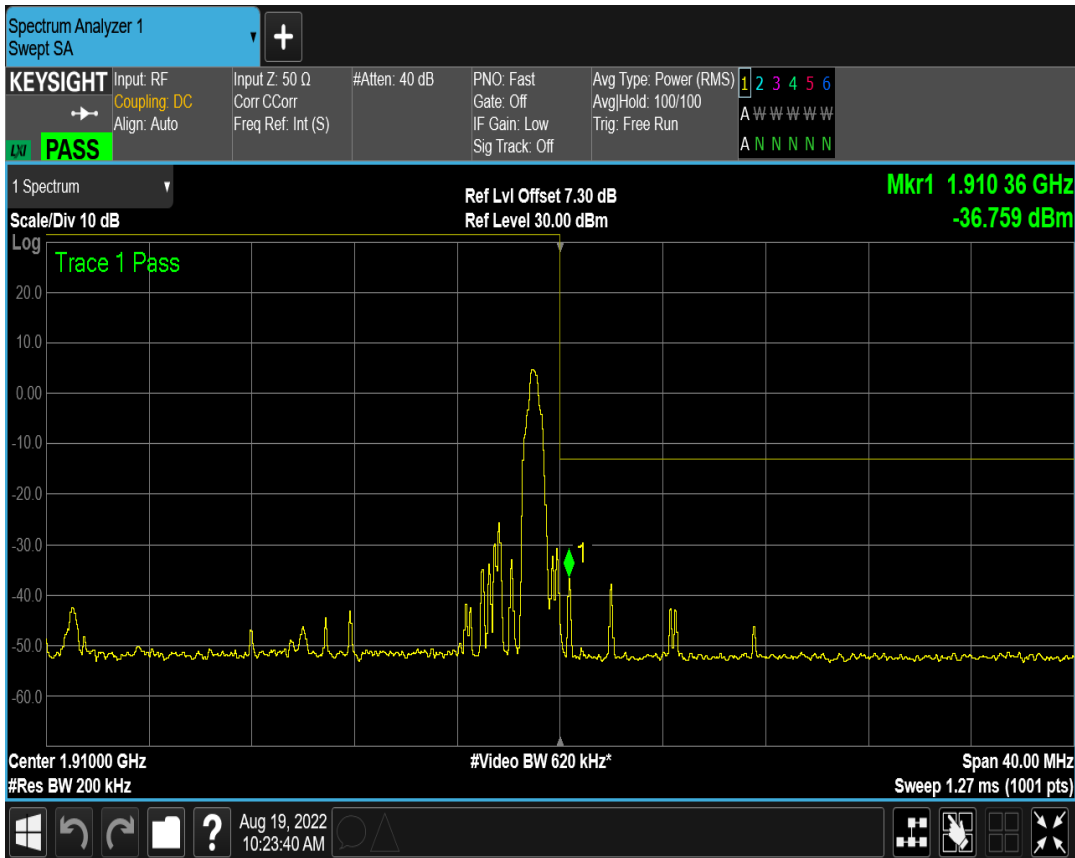 Spectrum Analyzer 1
Swept SA
+
KEYSIGHT
LXI PASS
Input: RF
Coupling: DC
Align: Auto
Input Z: 50 Ω
Corr CCorr
Freq Ref: Int (S)
#Atten: 40 dB
PNO: Fast
Gate: Off
IF Gain: Low
Sig Track: Off
Avg Type: Power (RMS)
Avg|Hold: 100/100
Trig: Free Run
1 2 3 4 5 6
A W W W W W
A N N N N N
1 Spectrum
Scale/Div 10 dB
Ref Lvl Offset 7.30 dB
Ref Level 30.00 dBm
Mkr1 1.910 36 GHz
-36.759 dBm
Log
Trace 1 Pass
20.0
10.0
0.00
-10.0
-20.0
-30.0
-40.0
-50.0
-60.0
1
Center 1.91000 GHz
#Res BW 200 kHz
#Video BW 620 kHz*
Span 40.00 MHz
Sweep 1.27 ms (1001 pts)
?
Aug 19, 2022
10:23:40 AM